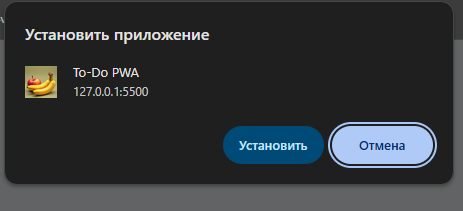 Установить приложение
To-Do PWA
127.0.0.1:5500
Установить
Отмена